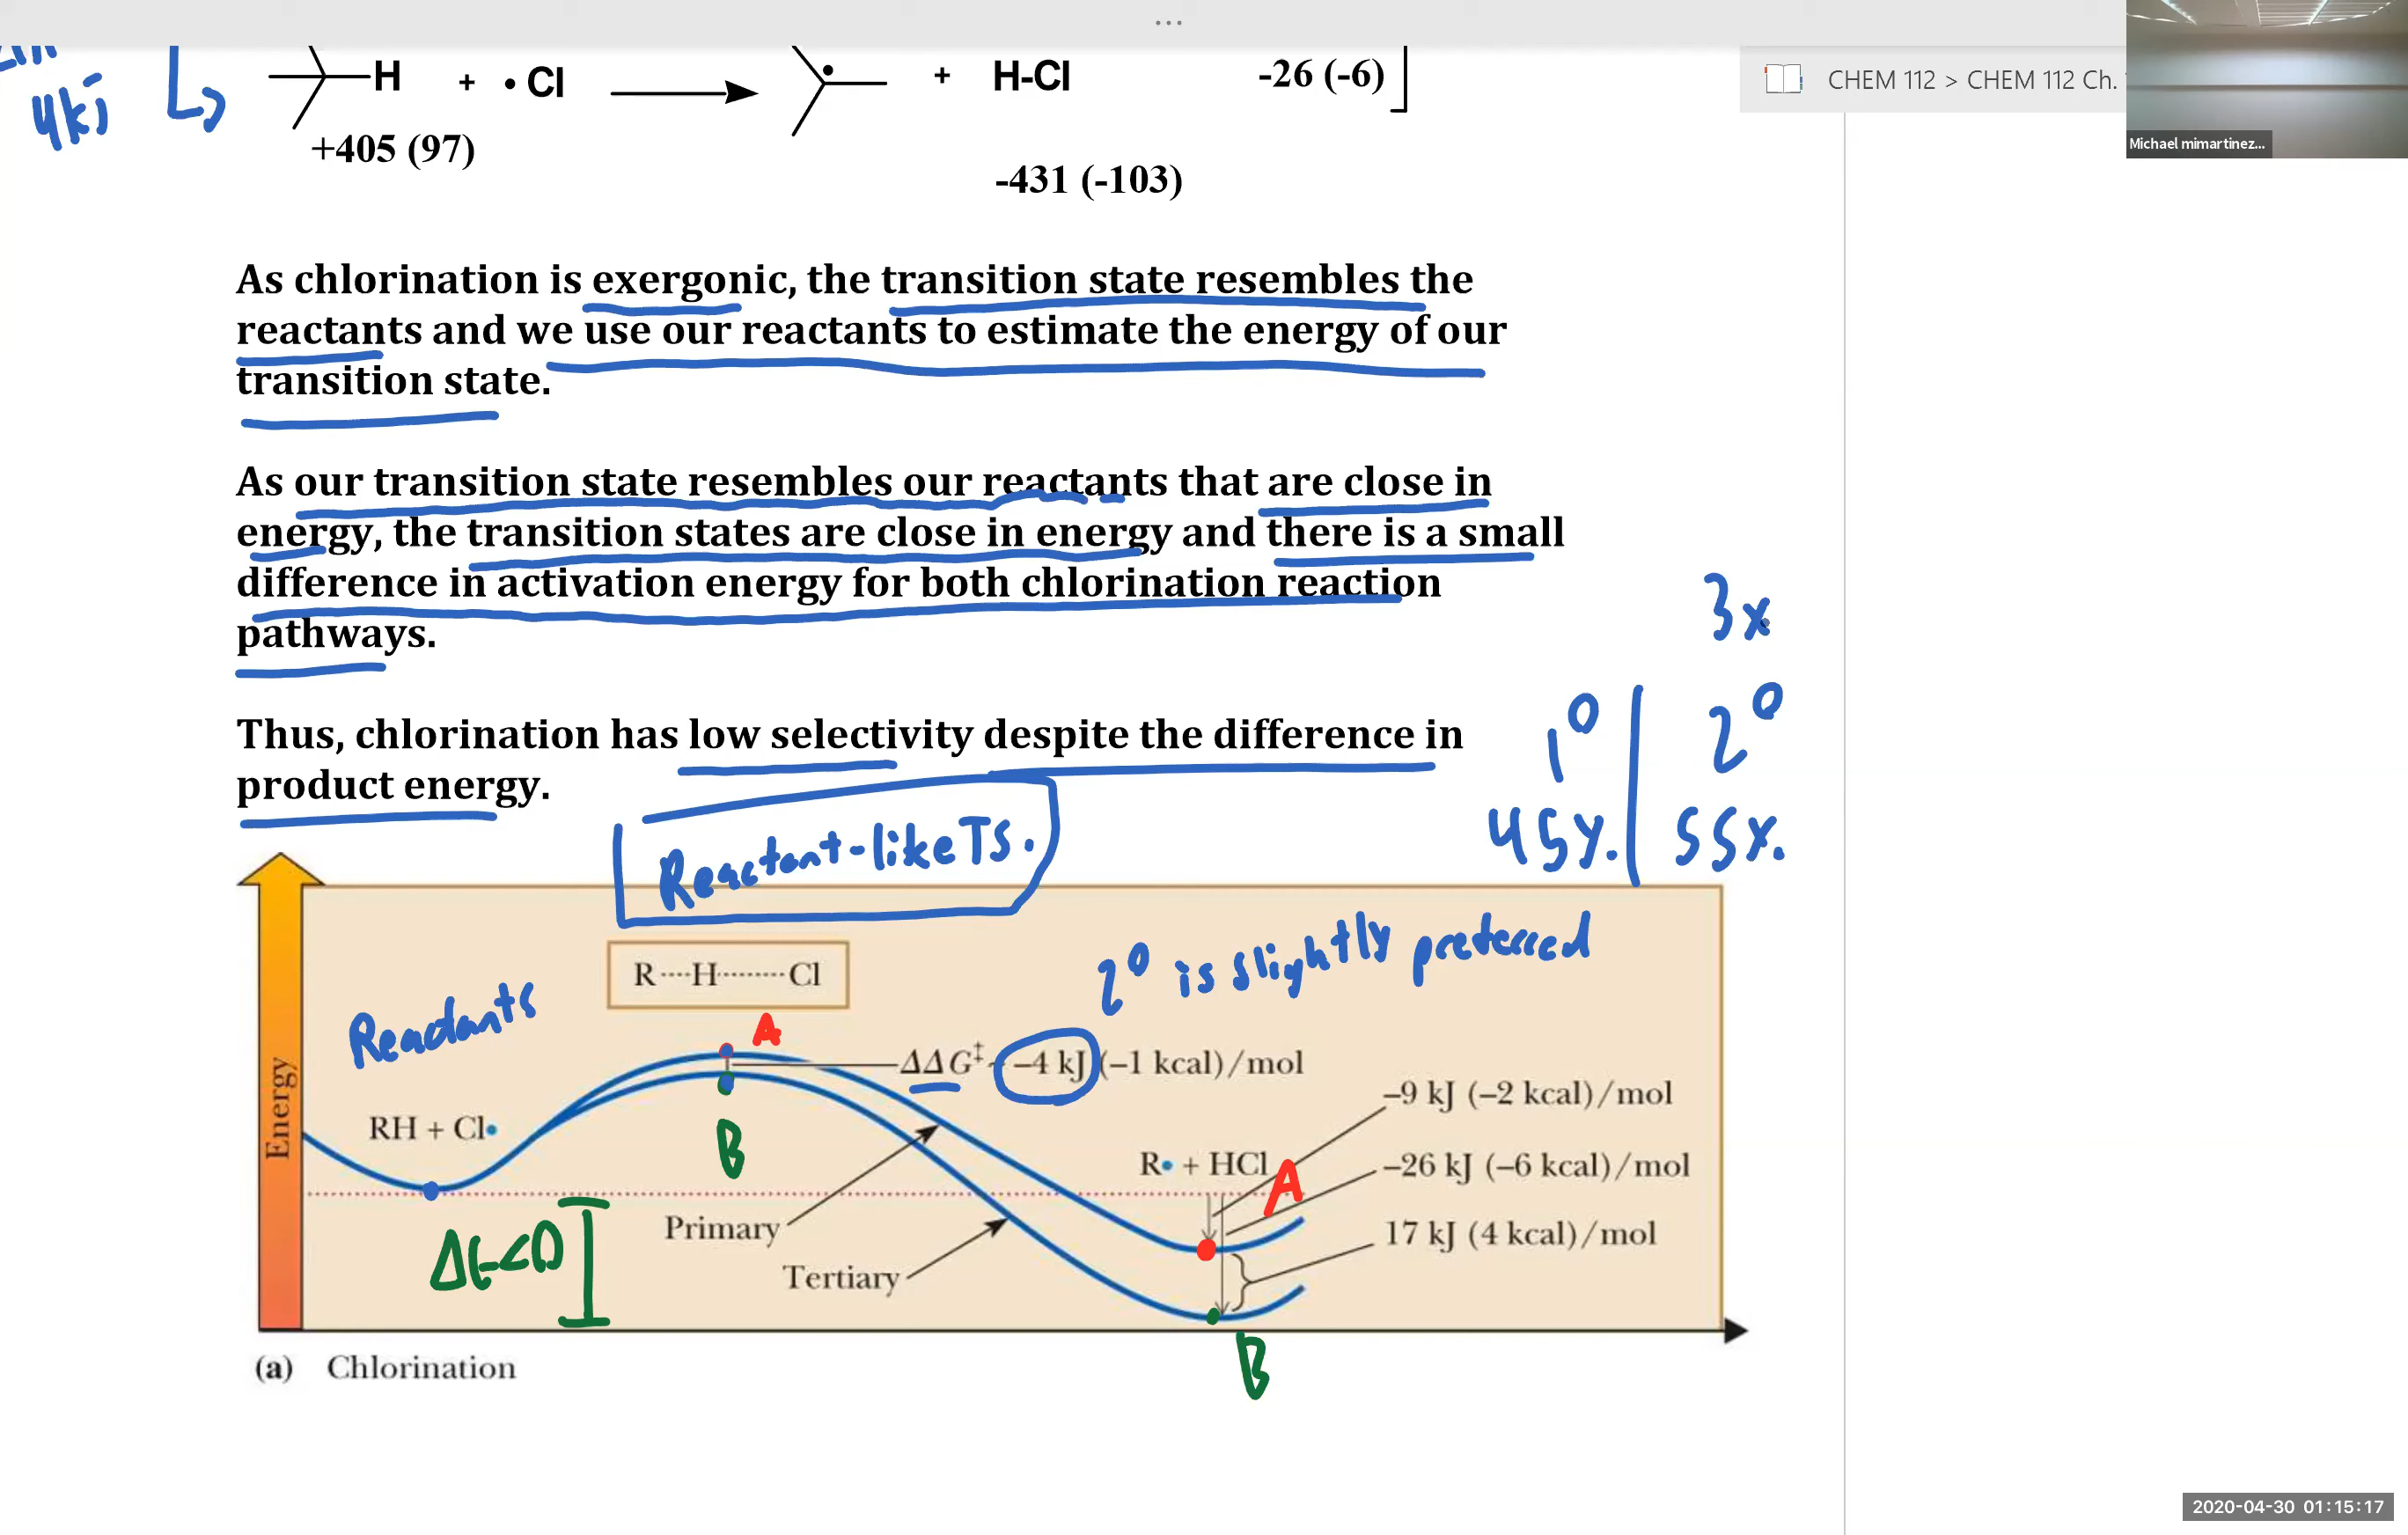 ...
4kj
H + • Cl + H-Cl -26 (-6)
+405 (97)
-431 (-103)
CHEM 112 > CHEM 112 Ch.
Michael mimartinez...
As chlorination is exergonic, the transition state resembles the
reactants and we use our reactants to estimate the energy of our
transition state.
As our transition state resembles our reactants that are close in
energy, the transition states are close in energy and there is a small
difference in activation energy for both chlorination reaction
pathways.
3x
Thus, chlorination has low selectivity despite the difference in
product energy.
1° 2°
45%. 55%.
Reactant-like TS.
2° is slightly preferred
R····H·········Cl
Reactants
A
ΔΔG‡ -4 kJ (–1 kcal)/mol
–9 kJ (–2 kcal)/mol
RH + Cl•
B
R• + HCl
–26 kJ (–6 kcal)/mol
A
Energy
Primary
17 kJ (4 kcal)/mol
Tertiary
B
(a) Chlorination
2020-04-30 01:15:17